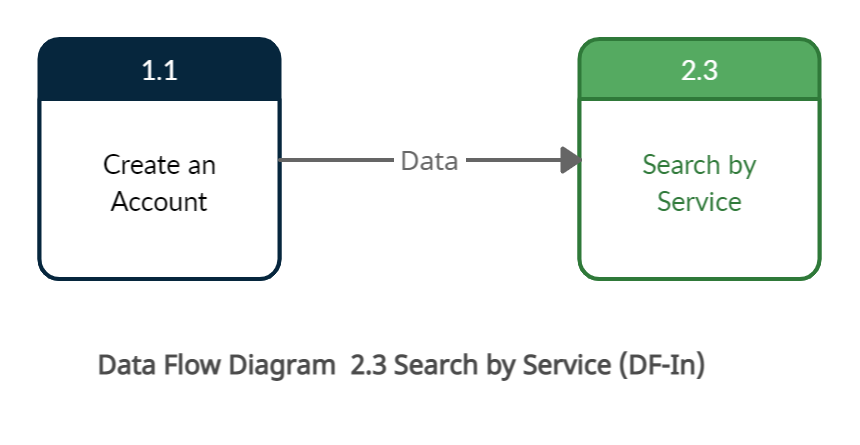 1.1
Create an
Account
Data
2.3
Search by
Service
Data Flow Diagram  2.3 Search by Service (DF-In)